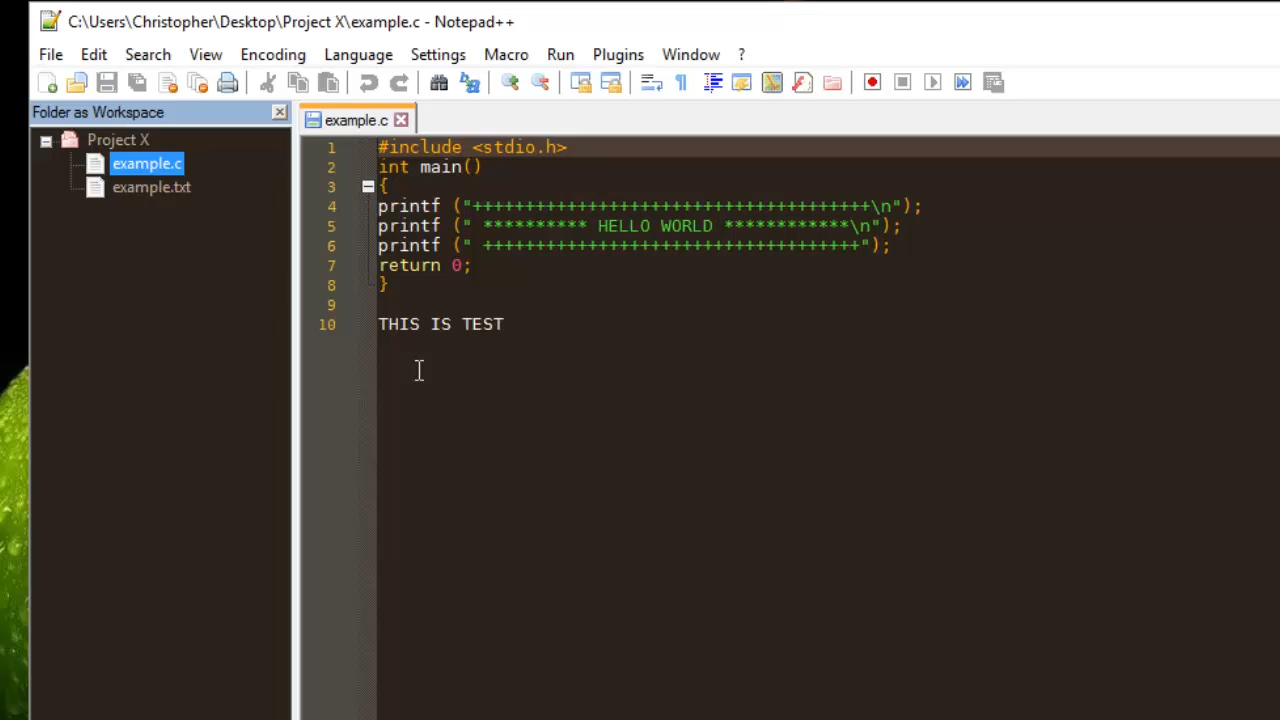 C:\Users\Christopher\Desktop\Project X\example.c - Notepad++
File Edit Search View Encoding Language Settings Macro Run Plugins Window ?
Folder as Workspace
Project X
example.c
example.txt
example.c
1 #include <stdio.h>
2 int main()
3 {
4 printf ("++++++++++++++++++++++++++++++++++++++\n");
5 printf (" ********** HELLO WORLD ************\n");
6 printf (" ++++++++++++++++++++++++++++++++++++");
7 return 0;
8 }
9
10 THIS IS TEST